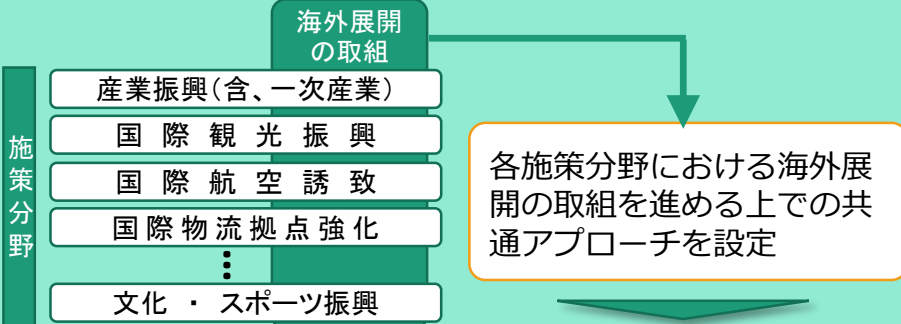 海外展開
の取組
施策分野
産業振興(含、一次産業)
国際観光振興
国際航空誘致
国際物流拠点強化
⋮
文化・スポーツ振興
各施策分野における海外展
開の取組を進める上での共
通アプローチを設定